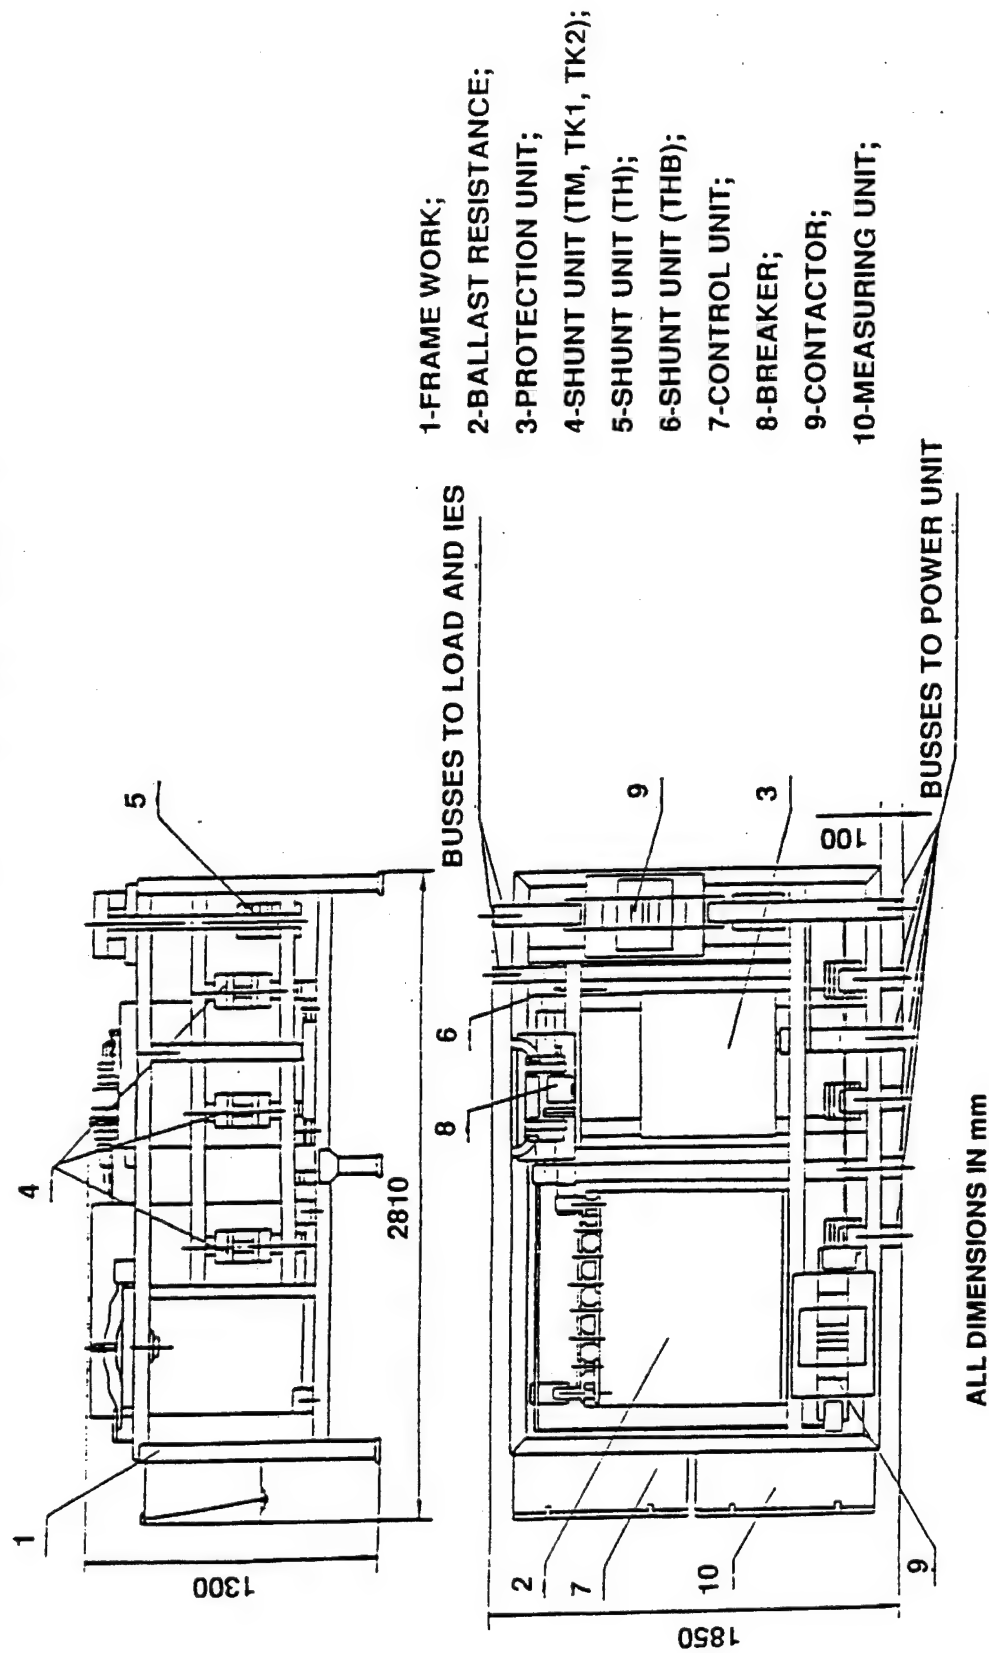 1-FRAME WORK;
2-BALLAST RESISTANCE;
3-PROTECTION UNIT;
4-SHUNT UNIT (TM, TK1, TK2);
5-SHUNT UNIT (TH);
6-SHUNT UNIT (THB);
7-CONTROL UNIT;
8-BREAKER;
9-CONTACTOR;
10-MEASURING UNIT;
1
4
5
1300
2810
BUSSES TO LOAD AND IES
8
6
9
3
100
2
7
10
9
1850
BUSSES TO POWER UNIT
ALL DIMENSIONS IN mm